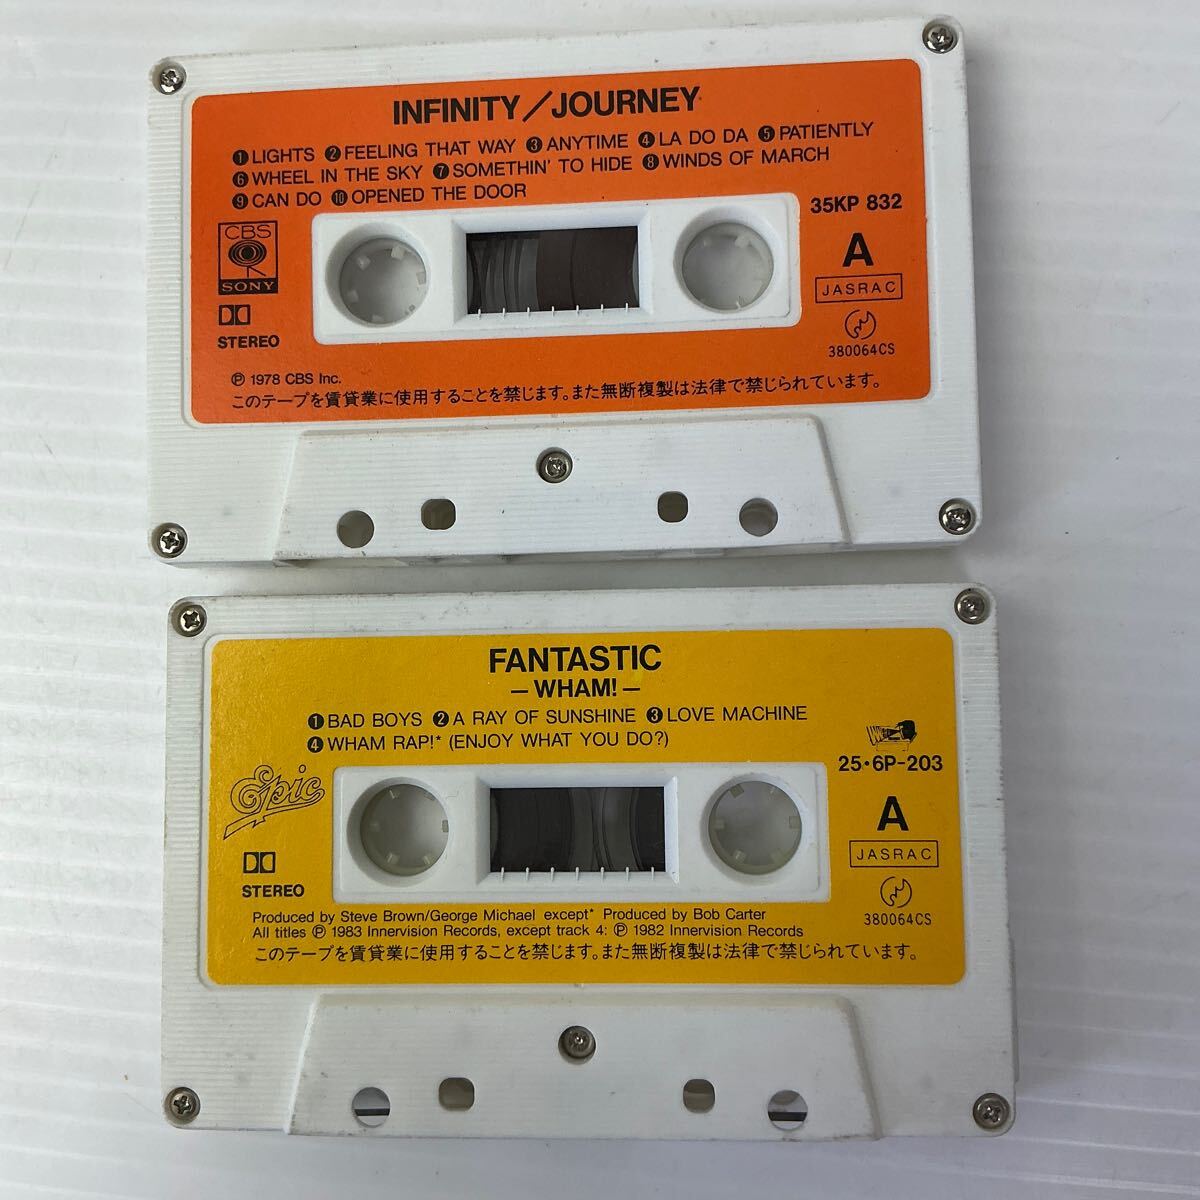 INFINITY/JOURNEY
❶LIGHTS ❷FEELING THAT WAY ❸ANYTIME ❹LA DO DA ❺PATIENTLY
❻WHEEL IN THE SKY ❼SOMETHIN' TO HIDE ❽WINDS OF MARCH
❾CAN DO ❿OPENED THE DOOR
35KP 832
CBS
SONY
A
JASRAC
STEREO
380064CS
℗ 1978 CBS Inc.
このテープを賃貸業に使用することを禁じます。また無断複製は法律で禁じられています。
FANTASTIC
–WHAM!–
❶BAD BOYS ❷A RAY OF SUNSHINE ❸LOVE MACHINE
❹WHAM RAP!* (ENJOY WHAT YOU DO?)
25・6P-203
Epic
A
JASRAC
STEREO
380064CS
Produced by Steve Brown/George Michael except* Produced by Bob Carter
All titles ℗ 1983 Innervision Records, except track 4: ℗ 1982 Innervision Records
このテープを賃貸業に使用することを禁じます。また無断複製は法律で禁じられています。